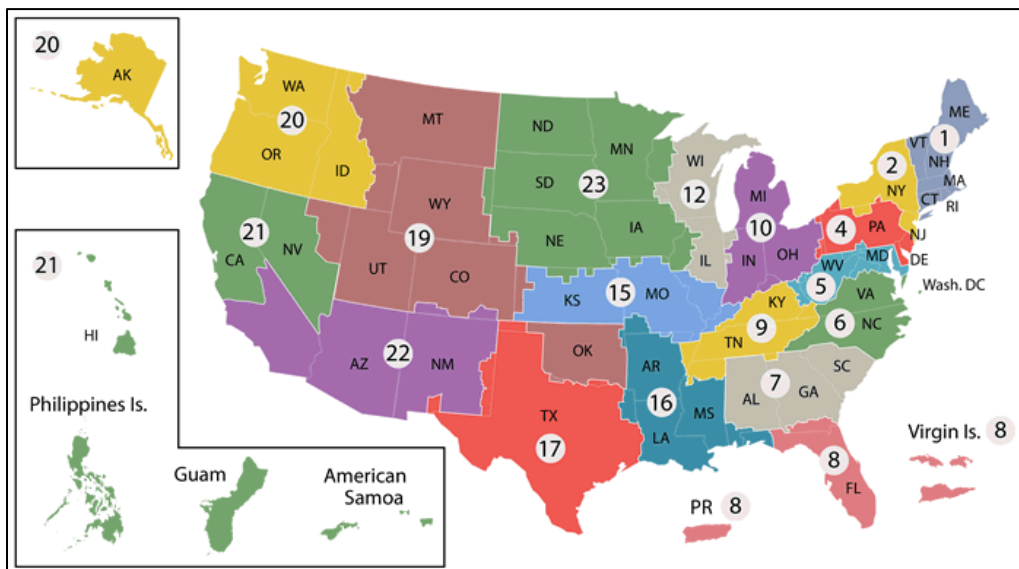 20
AK
21
HI
Philippines Is.
Guam
American
Samoa
WA
20
OR
ID
MT
WY
19
UT
CO
21
CA
NV
AZ
22
NM
ND
MN
SD
23
NE
IA
WI
12
IL
MI
10
IN
OH
KS
15
MO
OK
TX
17
AR
16
MS
LA
KY
9
TN
7
AL
GA
SC
8
FL
PR 8
Virgin Is. 8
ME
1
VT
NH
MA
CT
RI
2
NY
4
PA
NJ
DE
WV
MD
5
Wash. DC
VA
6
NC